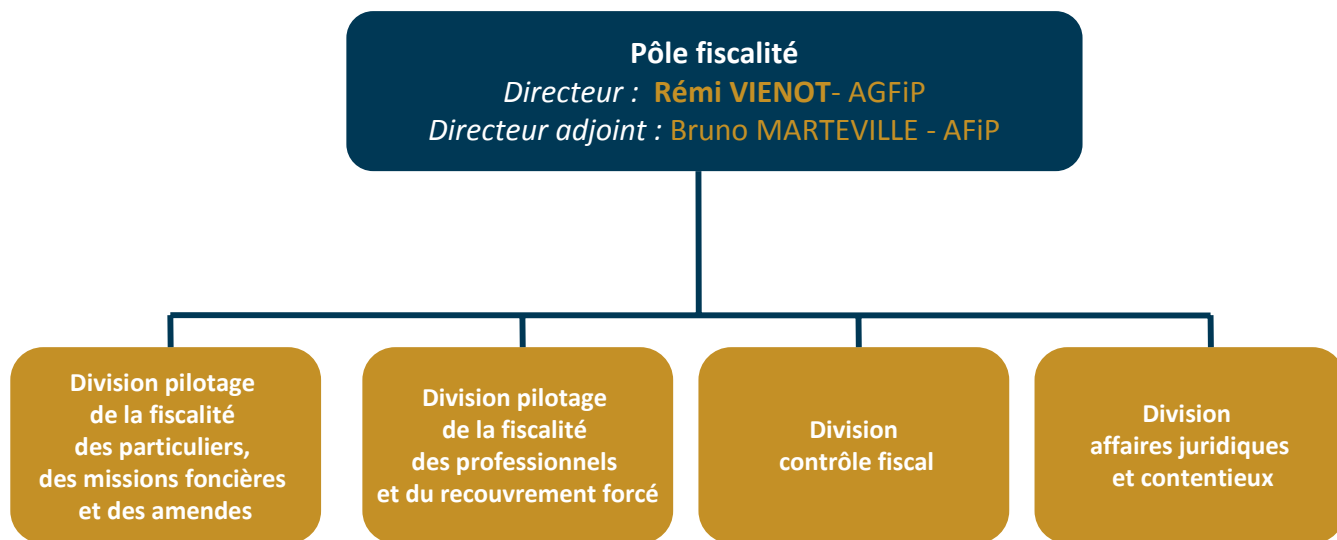 Pôle fiscalité
Directeur : Rémi VIENOT- AGFiP
Directeur adjoint : Bruno MARTEVILLE - AFiP
Division pilotage
de la fiscalité
des particuliers,
des missions foncières
et des amendes
Division pilotage
de la fiscalité
des professionnels
et du recouvrement forcé
Division
contrôle fiscal
Division
affaires juridiques
et contentieux